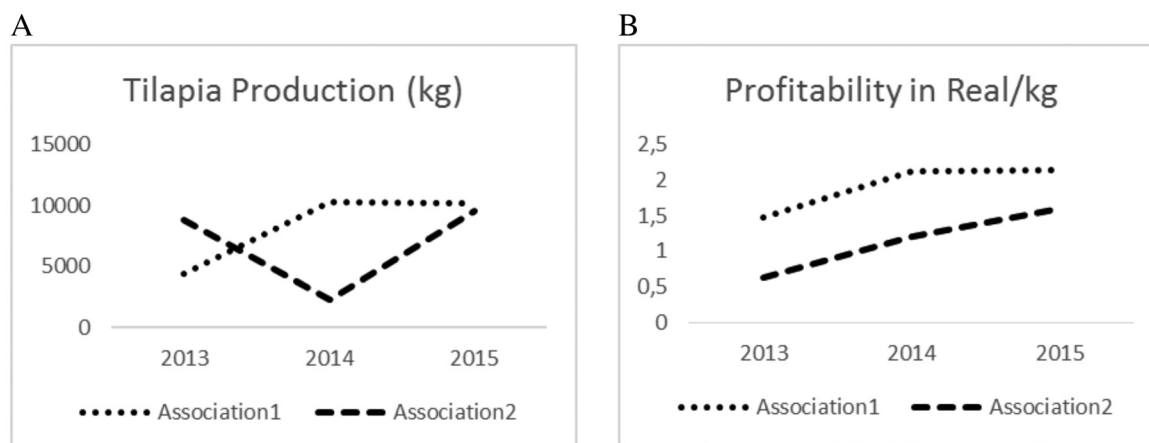 A
Tilapia Production (kg)
15000
10000
5000
0
2013 2014 2015
Association1 Association2
B
Profitability in Real/kg
2,5
2
1,5
1
0,5
0
2013 2014 2015
Association1 Association2